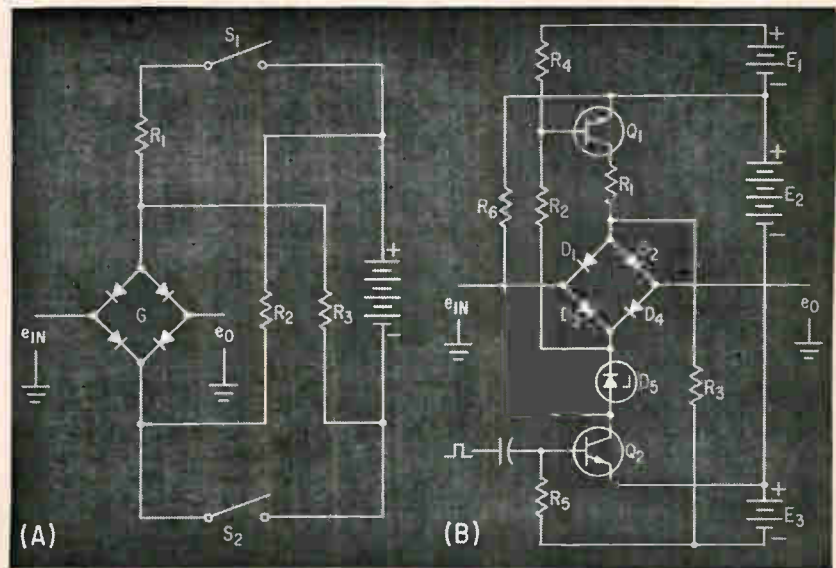 S1
R1
G
eIN
eO
R2
R3
+
-
S2
(A)
R4
+
E1
-
Q1
+
R1
R6
R2
E2
-
D1
eIN
eO
D4
D5
R3
Q2
+
R5
E3
-
(B)